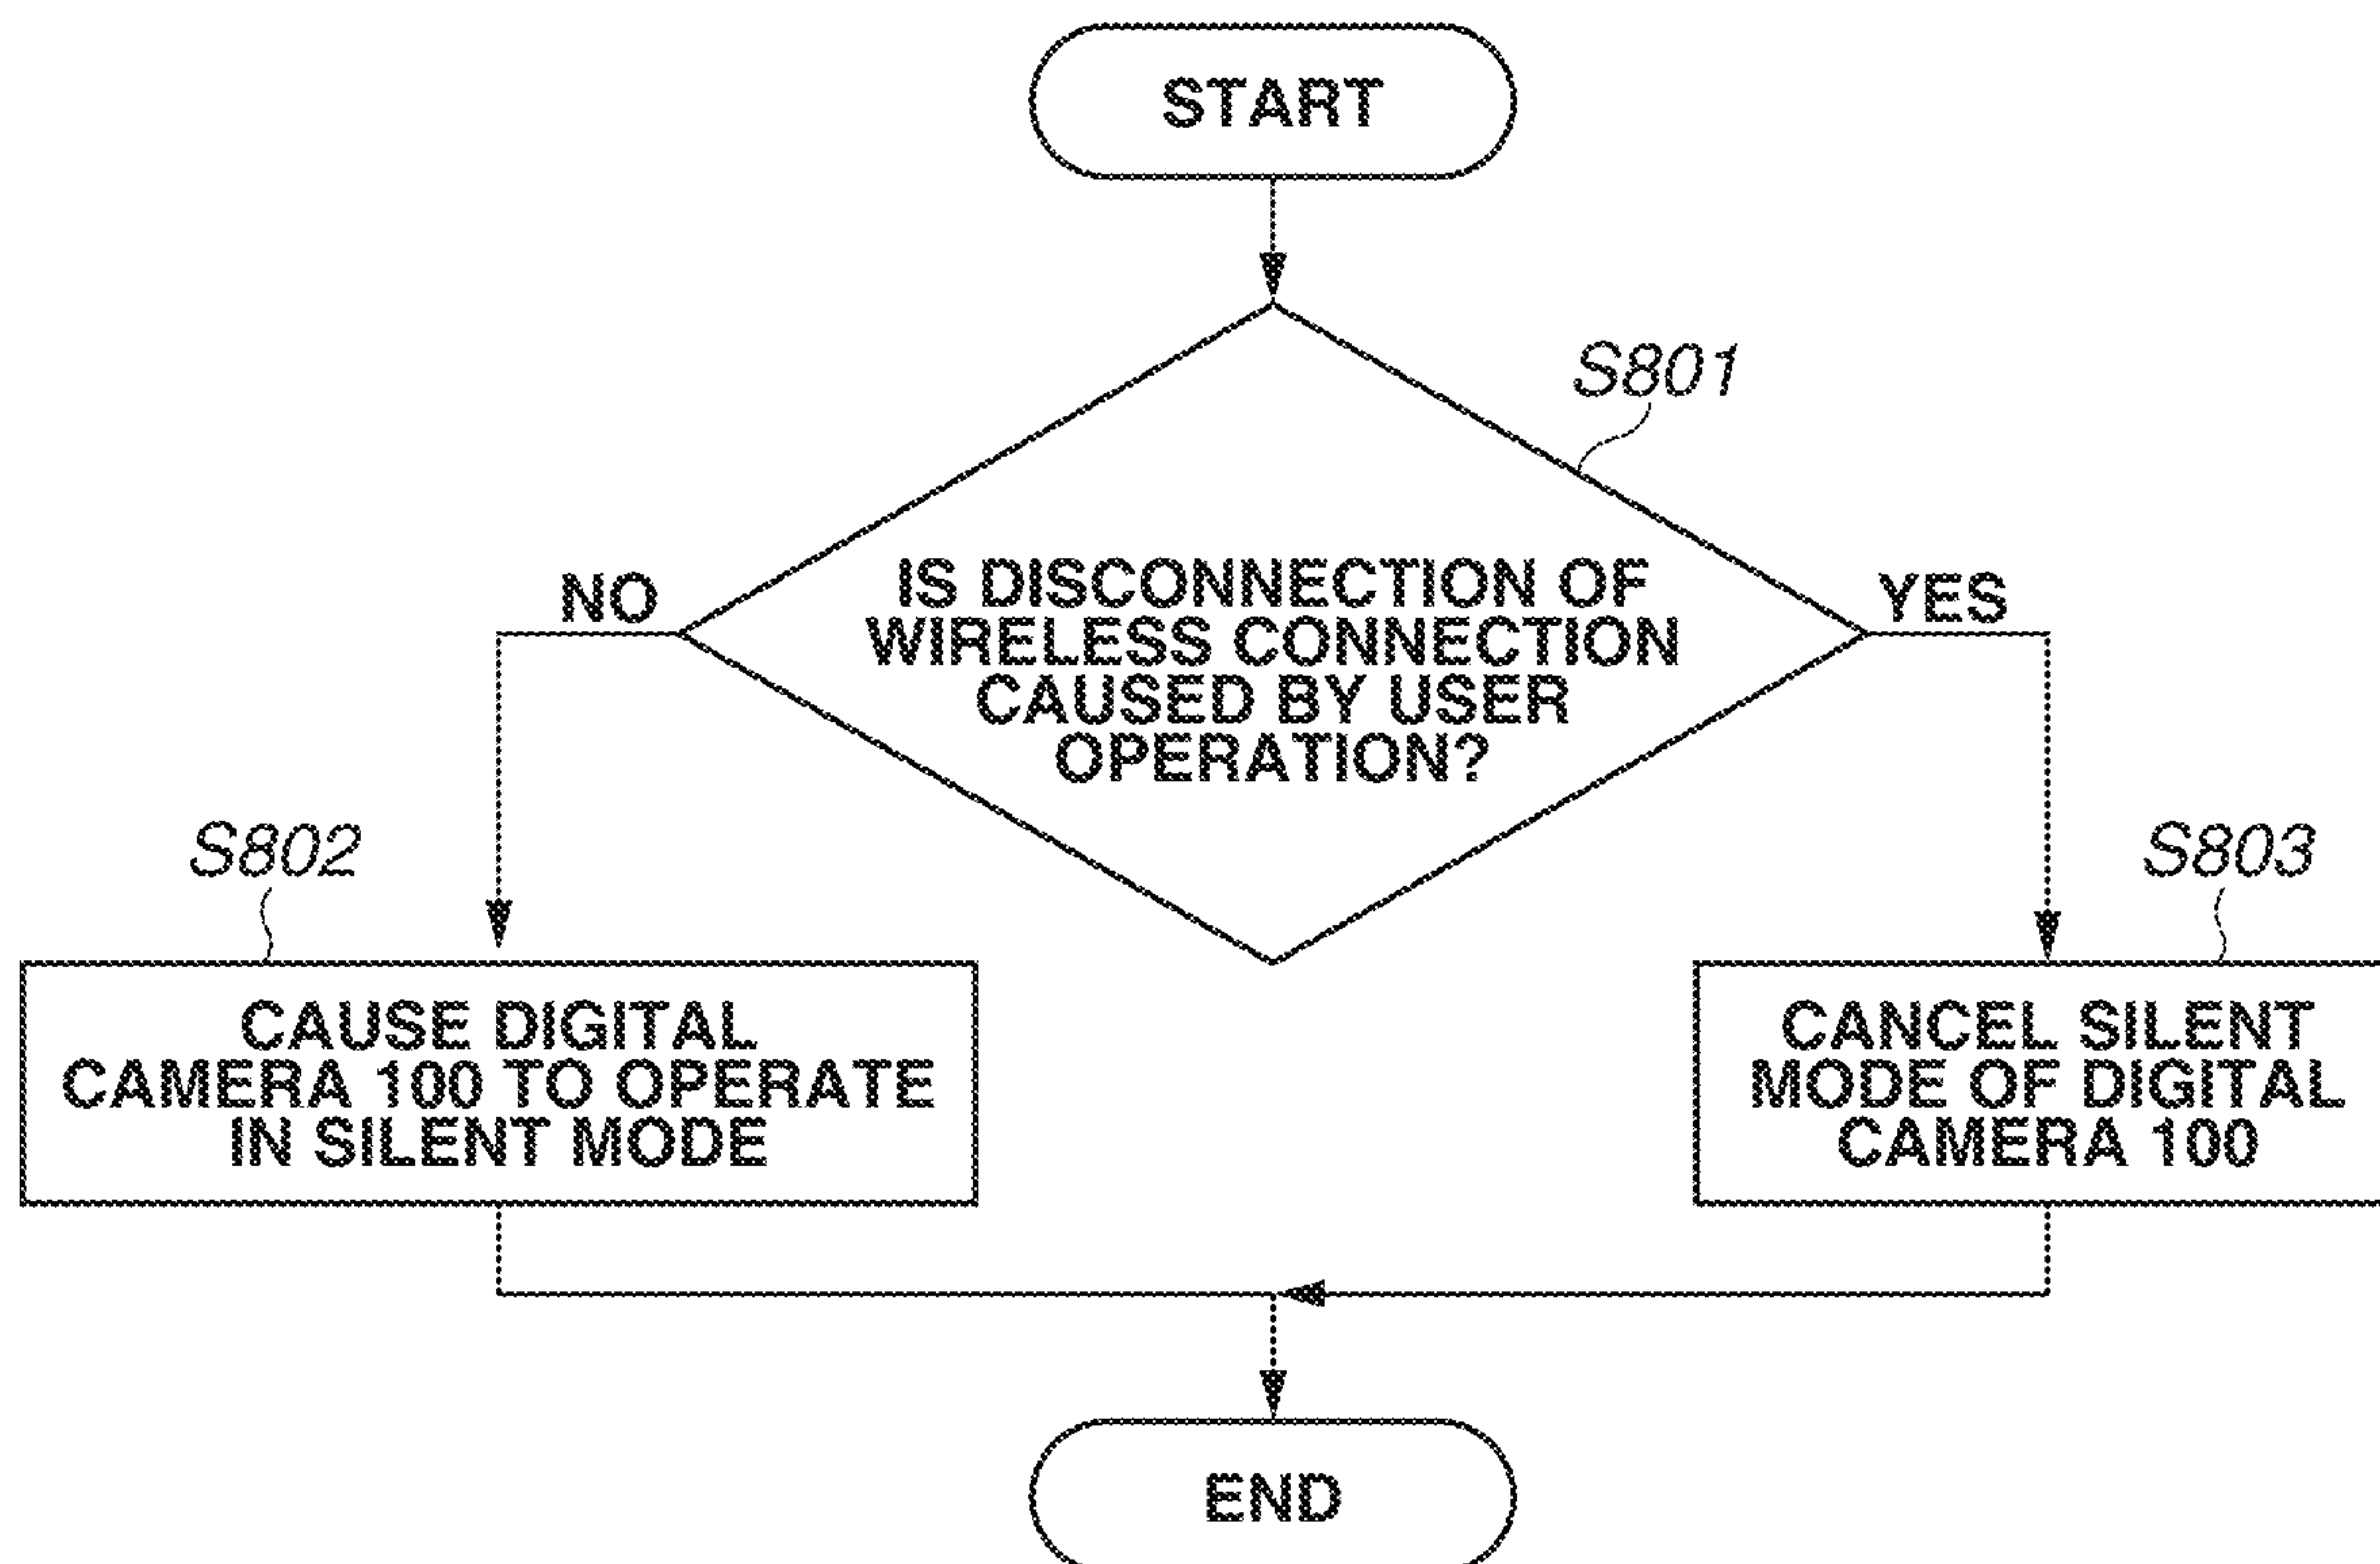 START
S801
NO
YES
IS DISCONNECTION OF
WIRELESS CONNECTION
CAUSED BY USER
OPERATION?
S802
S803
CAUSE DIGITAL
CAMERA 100 TO OPERATE
IN SILENT MODE
CANCEL SILENT
MODE OF DIGITAL
CAMERA 100
END